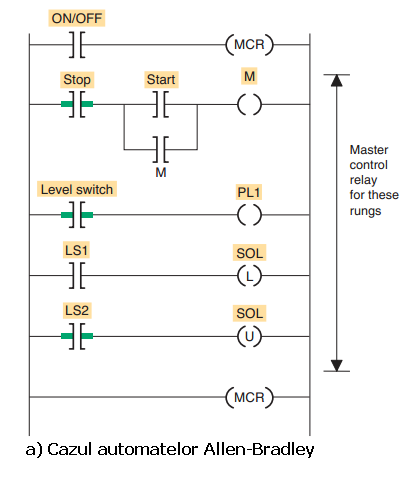 ON/OFF
MCR
Stop
Start
M
M
Level switch
PL1
LS1
SOL
L
LS2
SOL
U
MCR
Master
control
relay
for these
rungs
a) Cazul automatelor Allen-Bradley